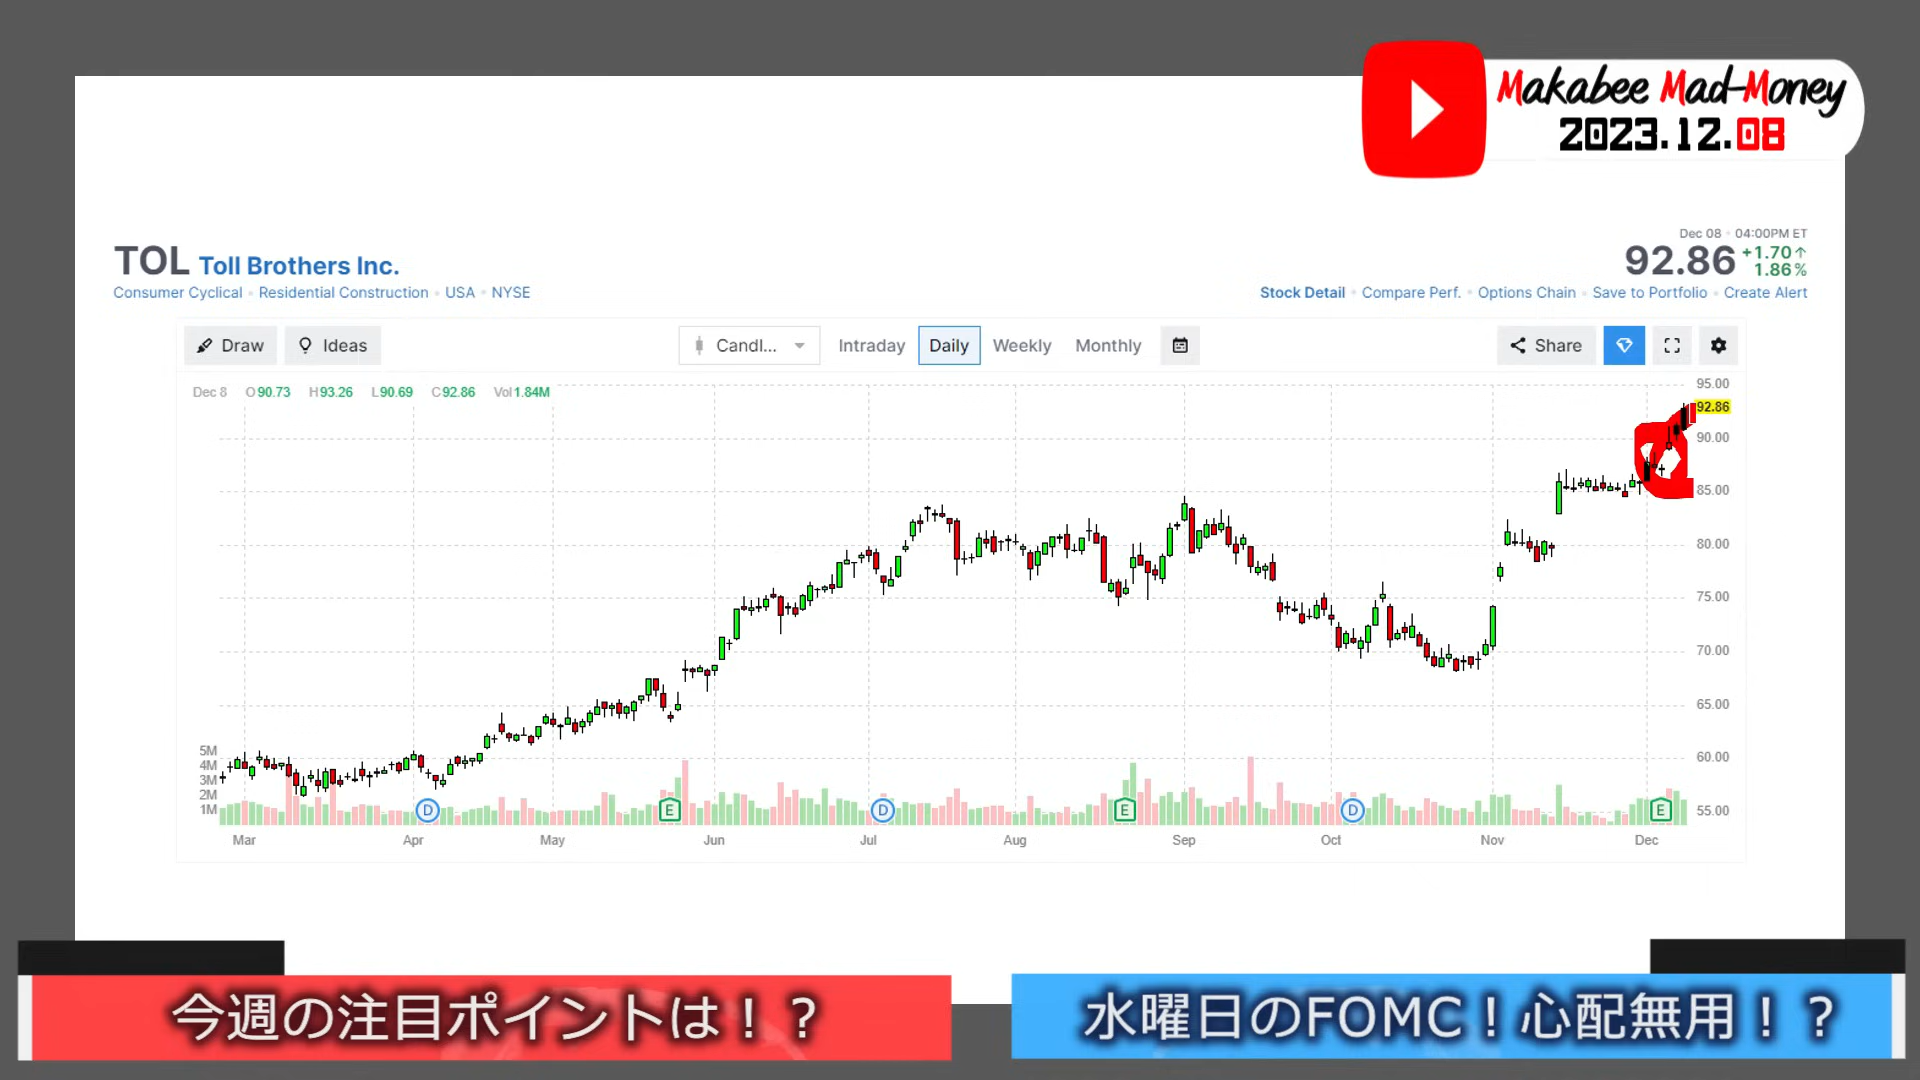 Makabee Mad-Money
2023.12.08
Dec 08 • 04:00PM ET
TOL Toll Brothers Inc.
92.86 +1.70↑
1.86%
Consumer Cyclical • Residential Construction • USA • NYSE
Stock Detail • Compare Perf. • Options Chain • Save to Portfolio • Create Alert
Draw Ideas Candl... Intraday Daily Weekly Monthly Share
Dec 8 O90.73 H93.26 L90.69 C92.86 Vol1.84M
95.00
92.86
90.00
85.00
80.00
75.00
70.00
65.00
60.00
55.00
5M
4M
3M
2M
1M
D E D E D E
Mar Apr May Jun Jul Aug Sep Oct Nov Dec
今週の注目ポイントは！？
水曜日のFOMC！心配無用！？